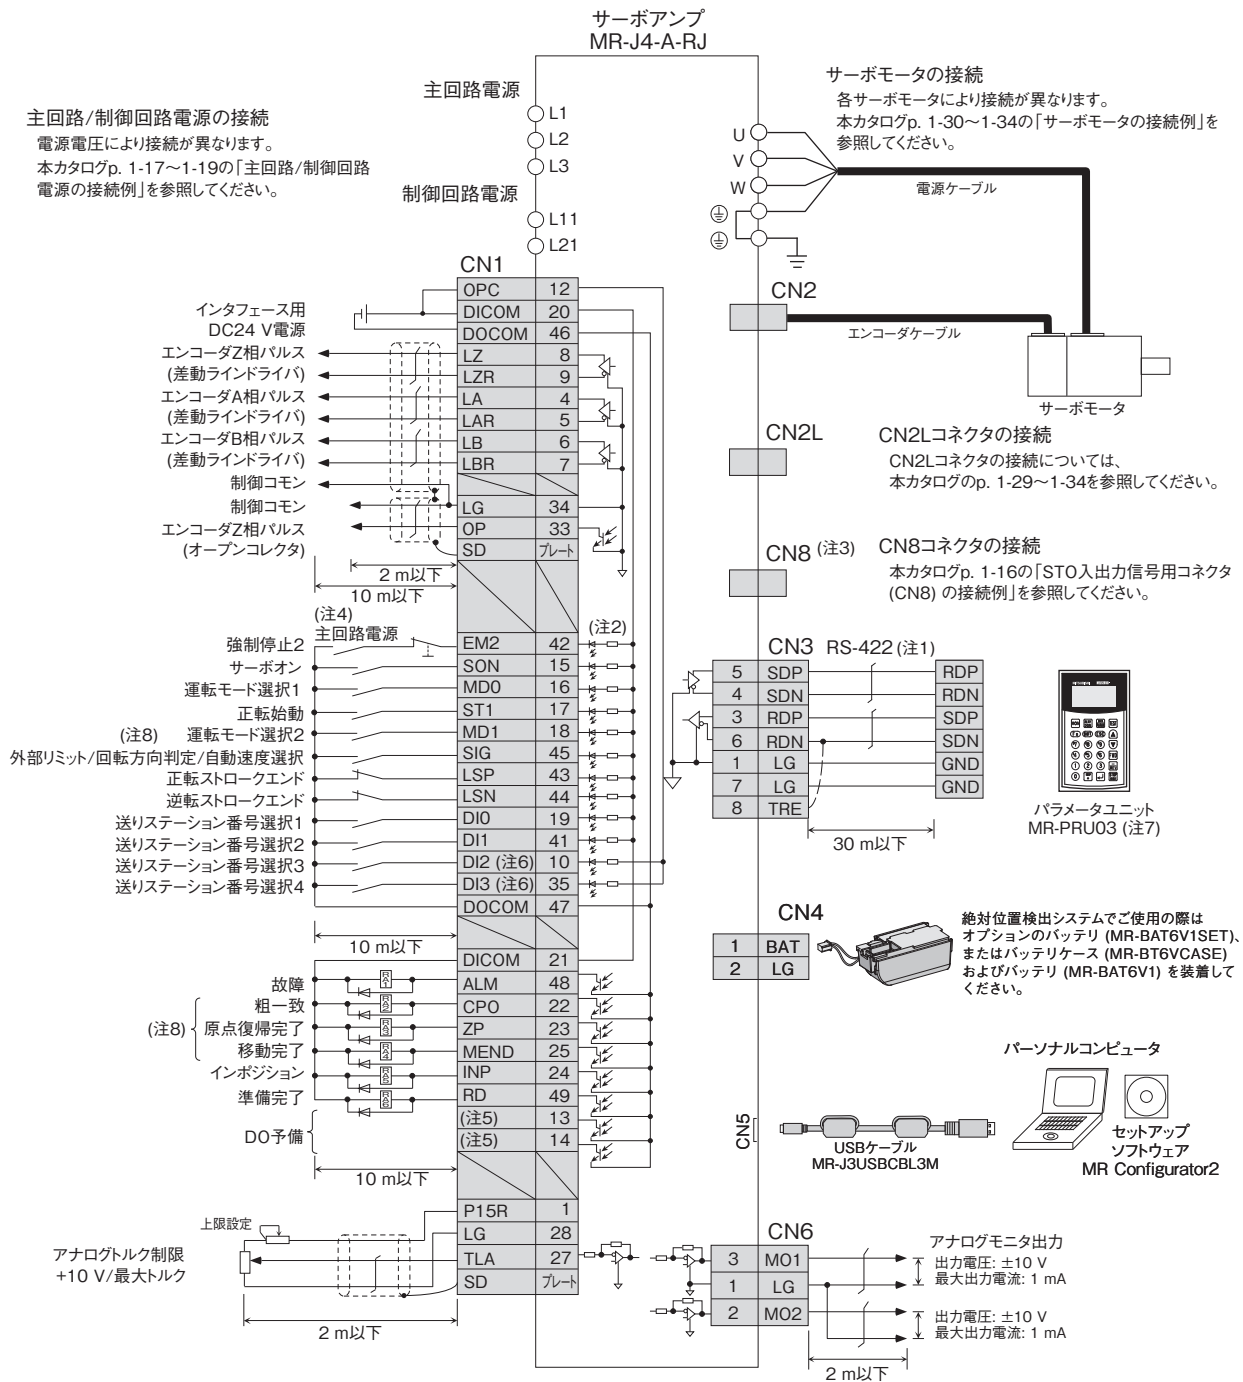 サーボアンプ
MR-J4-A-RJ
主回路/制御回路電源の接続
電源電圧により接続が異なります。
本カタログp. 1-17～1-19の「主回路/制御回路
電源の接続例」を参照してください。
主回路電源
L1
L2
L3
制御回路電源
L11
L21
サーボモータの接続
各サーボモータにより接続が異なります。
本カタログp. 1-30～1-34の「サーボモータの接続例」を
参照してください。
U
V
W
電源ケーブル
CN2
エンコーダケーブル
サーボモータ
CN2L
CN2Lコネクタの接続
CN2Lコネクタの接続については、
本カタログのp. 1-29～1-34を参照してください。
CN8 (注3)
CN8コネクタの接続
本カタログp. 1-16の「STO入出力信号用コネクタ
(CN8) の接続例」を参照してください。
CN1
OPC 12
インタフェース用
DC24 V電源
DICOM 20
DOCOM 46
エンコーダZ相パルス
(差動ラインドライバ)
LZ 8
LZR 9
エンコーダA相パルス
(差動ラインドライバ)
LA 4
LAR 5
エンコーダB相パルス
(差動ラインドライバ)
LB 6
LBR 7
制御コモン
制御コモン LG 34
エンコーダZ相パルス
(オープンコレクタ)
OP 33
SD プレート
2 m以下
10 m以下
(注4)
主回路電源
(注2)
強制停止2 EM2 42
サーボオン SON 15
運転モード選択1 MD0 16
正転始動 ST1 17
(注8) 運転モード選択2 MD1 18
外部リミット/回転方向判定/自動速度選択 SIG 45
正転ストロークエンド LSP 43
逆転ストロークエンド LSN 44
送りステーション番号選択1 DI0 19
送りステーション番号選択2 DI1 41
送りステーション番号選択3 DI2 (注6) 10
送りステーション番号選択4 DI3 (注6) 35
DOCOM 47
10 m以下
DICOM 21
故障 RA1 ALM 48
粗一致 RA2 CPO 22
(注8) 原点復帰完了 RA3 ZP 23
移動完了 RA4 MEND 25
インポジション RA5 INP 24
準備完了 RA6 RD 49
DO予備
(注5) 13
(注5) 14
10 m以下
P15R 1
上限設定
LG 28
アナログトルク制限
+10 V/最大トルク
TLA 27
SD プレート
2 m以下
CN3 RS-422 (注1)
5 SDP RDP
4 SDN RDN
3 RDP SDP
6 RDN SDN
1 LG GND
7 LG GND
8 TRE
30 m以下
パラメータユニット
MR-PRU03 (注7)
CN4
1 BAT
2 LG
絶対位置検出システムでご使用の際は
オプションのバッテリ (MR-BAT6V1SET)、
またはバッテリケース (MR-BT6VCASE)
およびバッテリ (MR-BAT6V1) を装着して
ください。
パーソナルコンピュータ
CN5
USBケーブル
MR-J3USBCBL3M
セットアップ
ソフトウェア
MR Configurator2
CN6
3 MO1
1 LG
2 MO2
アナログモニタ出力
出力電圧: ±10 V
最大出力電流: 1 mA
出力電圧: ±10 V
最大出力電流: 1 mA
2 m以下